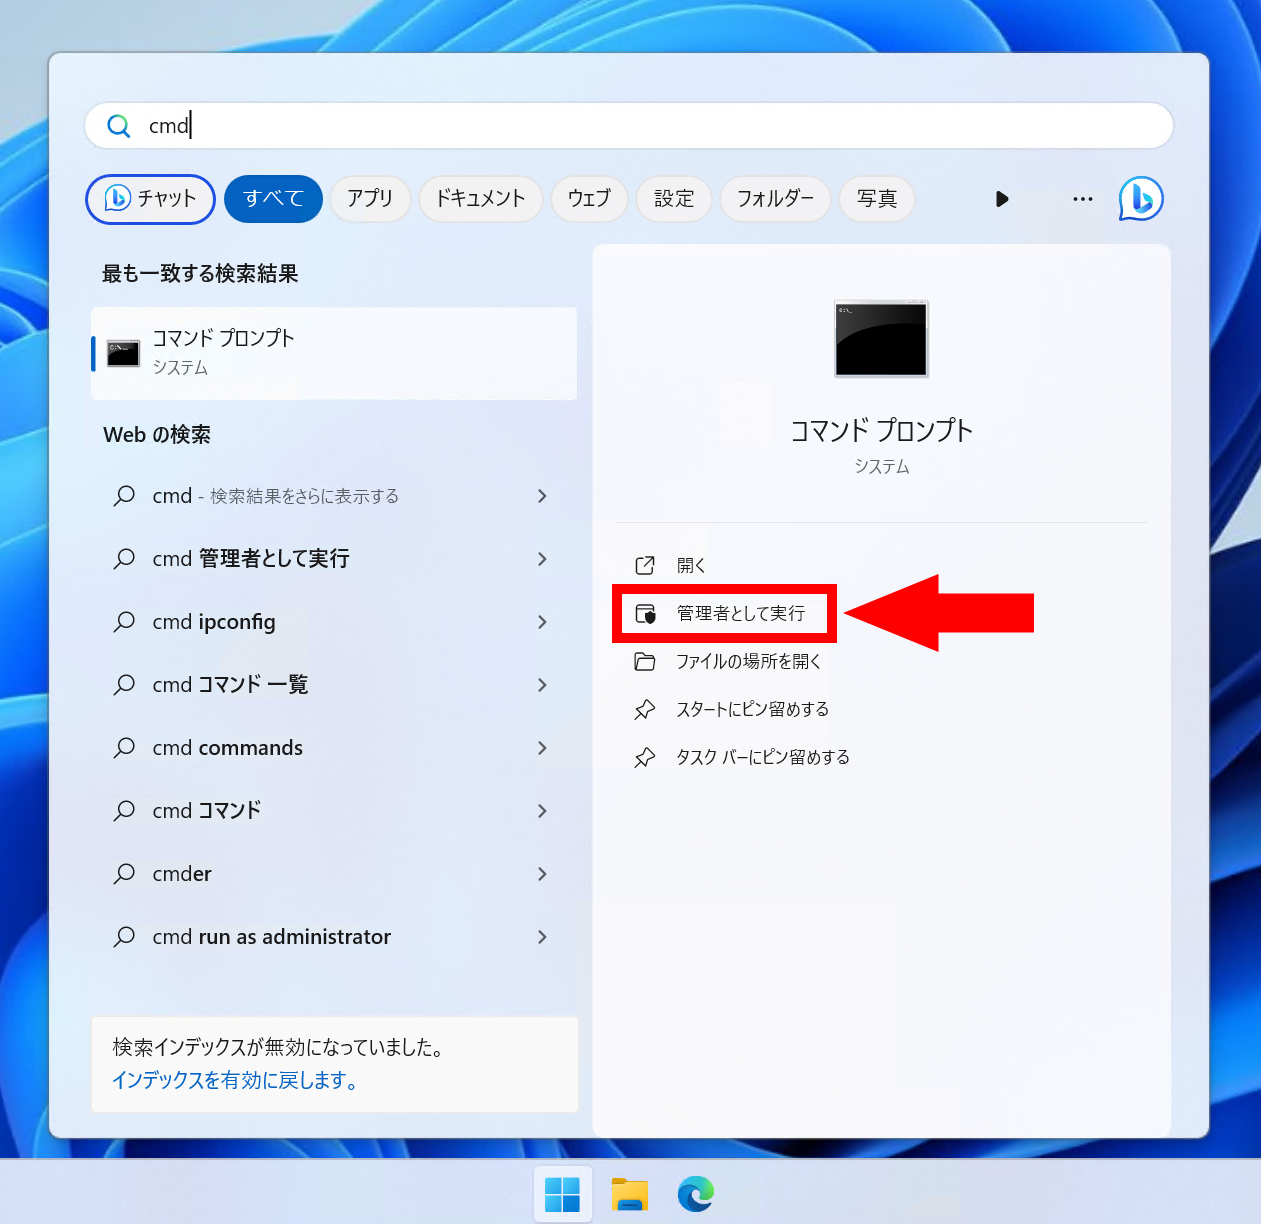 cmd
チャット
すべて
アプリ
ドキュメント
ウェブ
設定
フォルダー
写真
最も一致する検索結果
コマンド プロンプト
システム
Web の検索
cmd - 検索結果をさらに表示する
cmd 管理者として実行
cmd ipconfig
cmd コマンド 一覧
cmd commands
cmd コマンド
cmder
cmd run as administrator
検索インデックスが無効になっていました。
インデックスを有効に戻します。
コマンド プロンプト
システム
開く
管理者として実行
ファイルの場所を開く
スタートにピン留めする
タスク バーにピン留めする